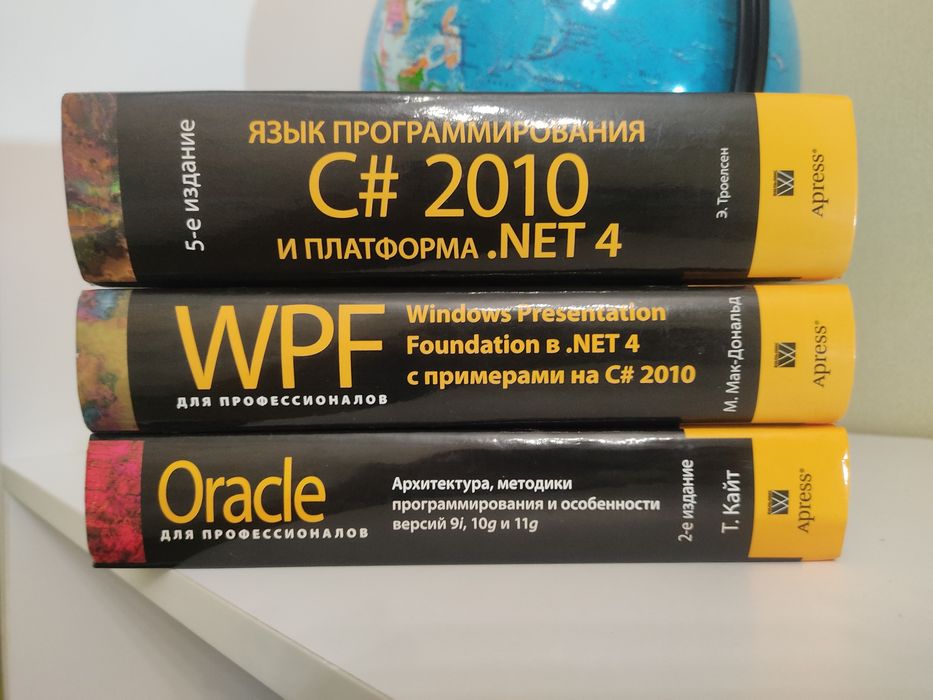 5-е издание
ЯЗЫК ПРОГРАММИРОВАНИЯ
C# 2010
И ПЛАТФОРМА .NET 4
Э. Троелсен
Apress®
WPF
ДЛЯ ПРОФЕССИОНАЛОВ
Windows Presentation
Foundation в .NET 4
с примерами на C# 2010
М. Мак-Дональд
Apress®
Oracle
ДЛЯ ПРОФЕССИОНАЛОВ
Архитектура, методики
программирования и особенности
версий 9i, 10g и 11g
2-е издание
Т. Кайт
Apress®